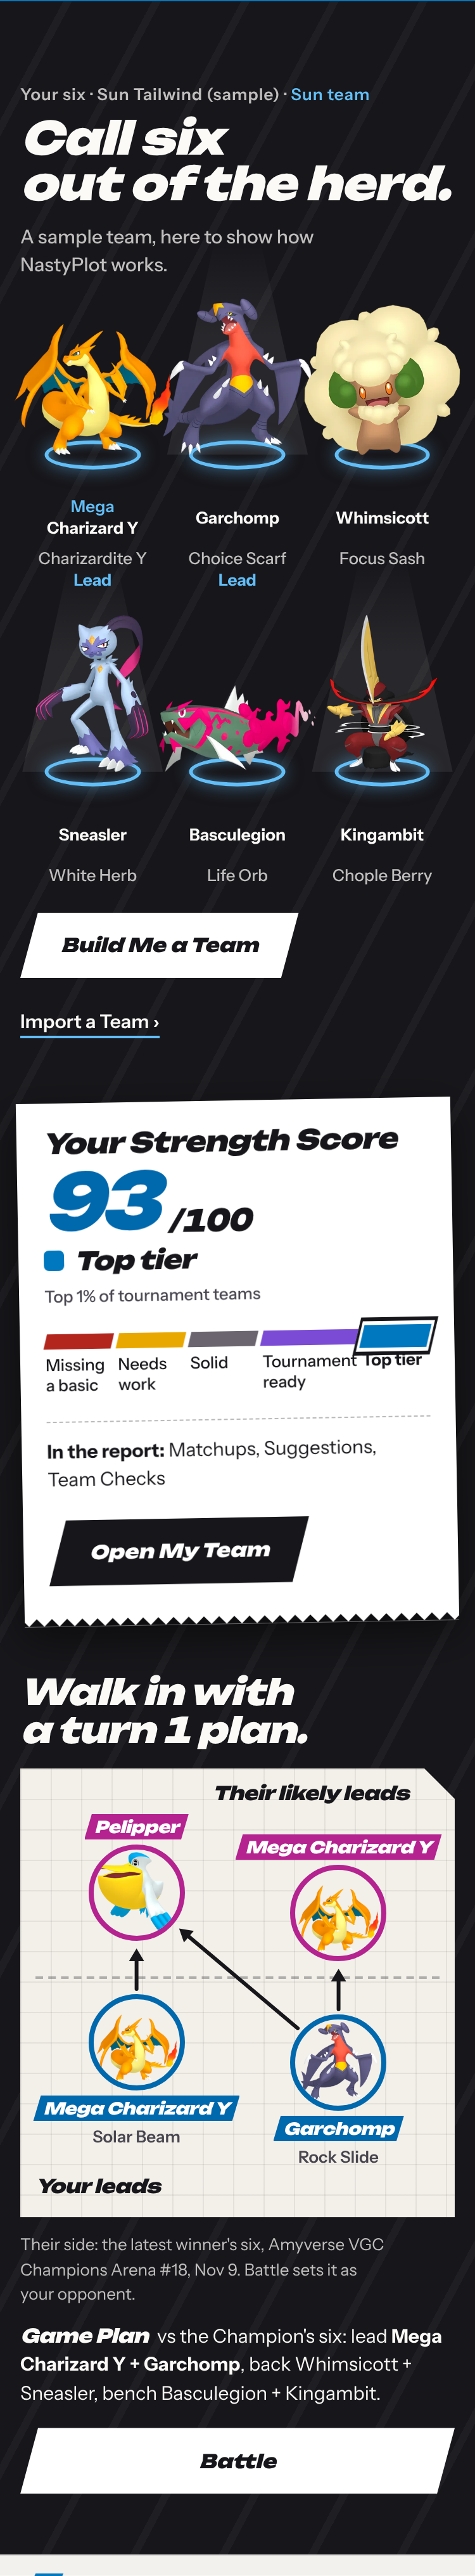 Your six · Sun Tailwind (sample) · Sun team
Call six
out of the herd.
A sample team, here to show how
NastyPlot works.
Mega
Charizard Y
Charizardite Y
Lead
Garchomp
Choice Scarf
Lead
Whimsicott
Focus Sash
Sneasler
White Herb
Basculegion
Life Orb
Kingambit
Chople Berry
Build Me a Team
Import a Team ›
Your Strength Score
93/100
Top tier
Top 1% of tournament teams
Missing
a basic
Needs
work
Solid
Tournament
ready
Top tier
In the report: Matchups, Suggestions,
Team Checks
Open My Team
Walk in with
a turn 1 plan.
Their likely leads
Pelipper
Mega Charizard Y
Mega Charizard Y
Solar Beam
Garchomp
Rock Slide
Your leads
Their side: the latest winner's six, Amyverse VGC
Champions Arena #18, Nov 9. Battle sets it as
your opponent.
Game Plan vs the Champion's six: lead Mega
Charizard Y + Garchomp, back Whimsicott +
Sneasler, bench Basculegion + Kingambit.
Battle